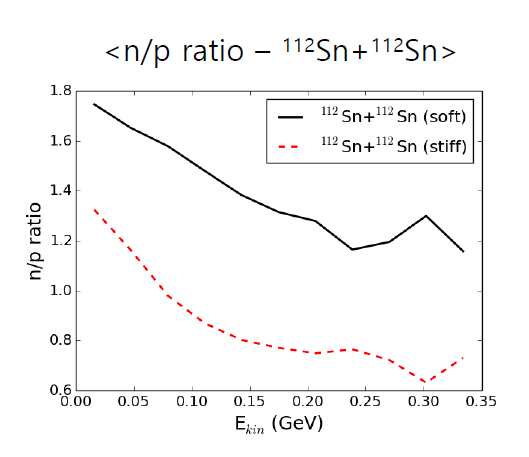 <n/p ratio – ¹¹²Sn+¹¹²Sn>
1.8
1.6
1.4
1.2
1.0
0.8
0.6
n/p ratio
¹¹²Sn+¹¹²Sn (soft)
¹¹²Sn+¹¹²Sn (stiff)
0.00 0.05 0.10 0.15 0.20 0.25 0.30 0.35
E_kin (GeV)